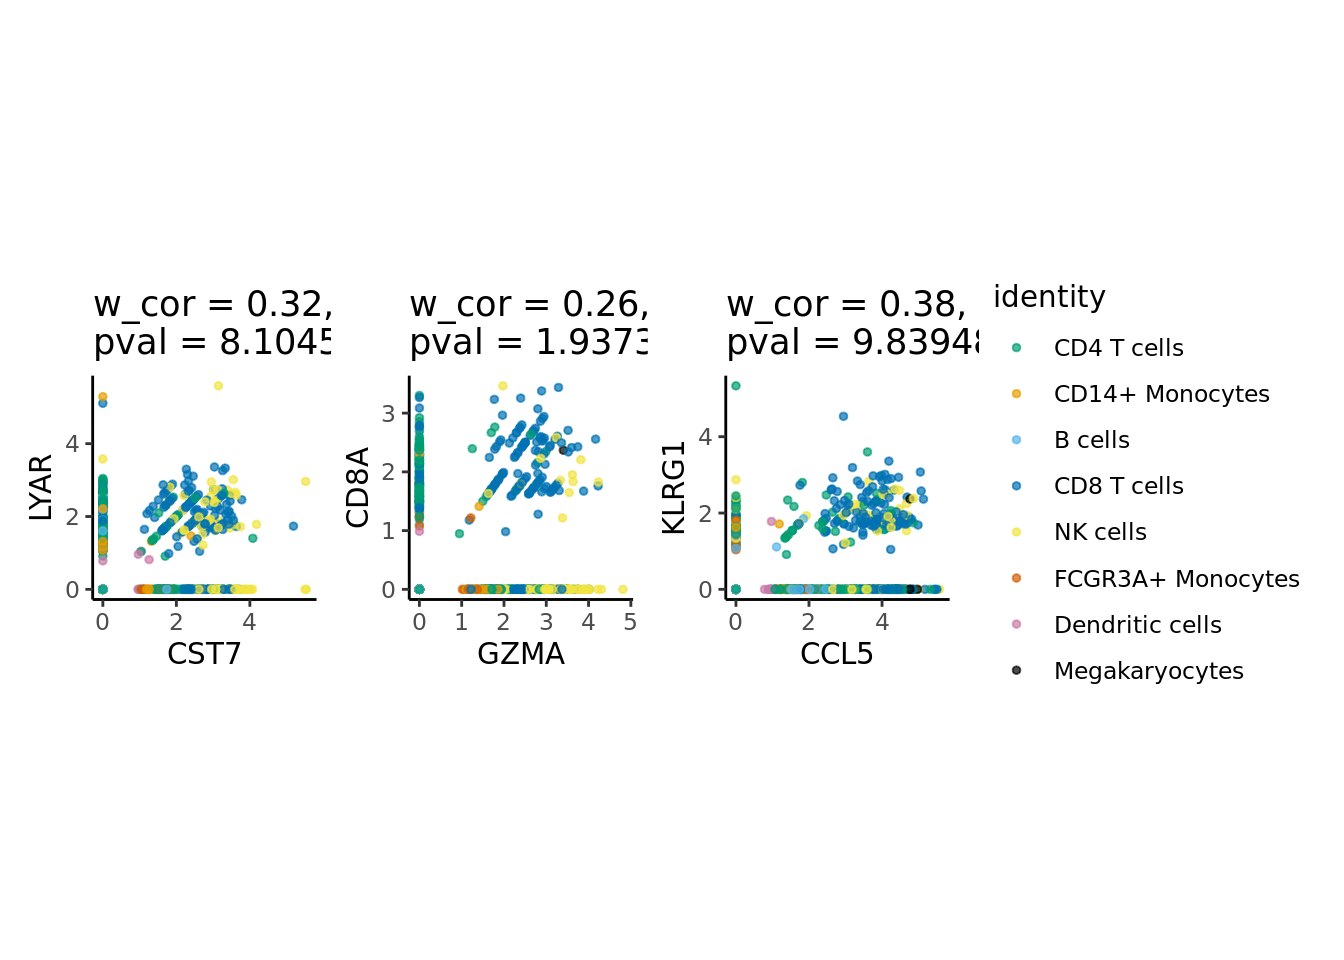 w_cor = 0.32,
pval = 8.1045
w_cor = 0.26,
pval = 1.9373
w_cor = 0.38,
pval = 9.83948
identity
CD4 T cells
CD14+ Monocytes
B cells
CD8 T cells
NK cells
FCGR3A+ Monocytes
Dendritic cells
Megakaryocytes
LYAR
4
2
0
0 2 4
CST7
CD8A
3
2
1
0
0 1 2 3 4 5
GZMA
KLRG1
4
2
0
0 2 4
CCL5